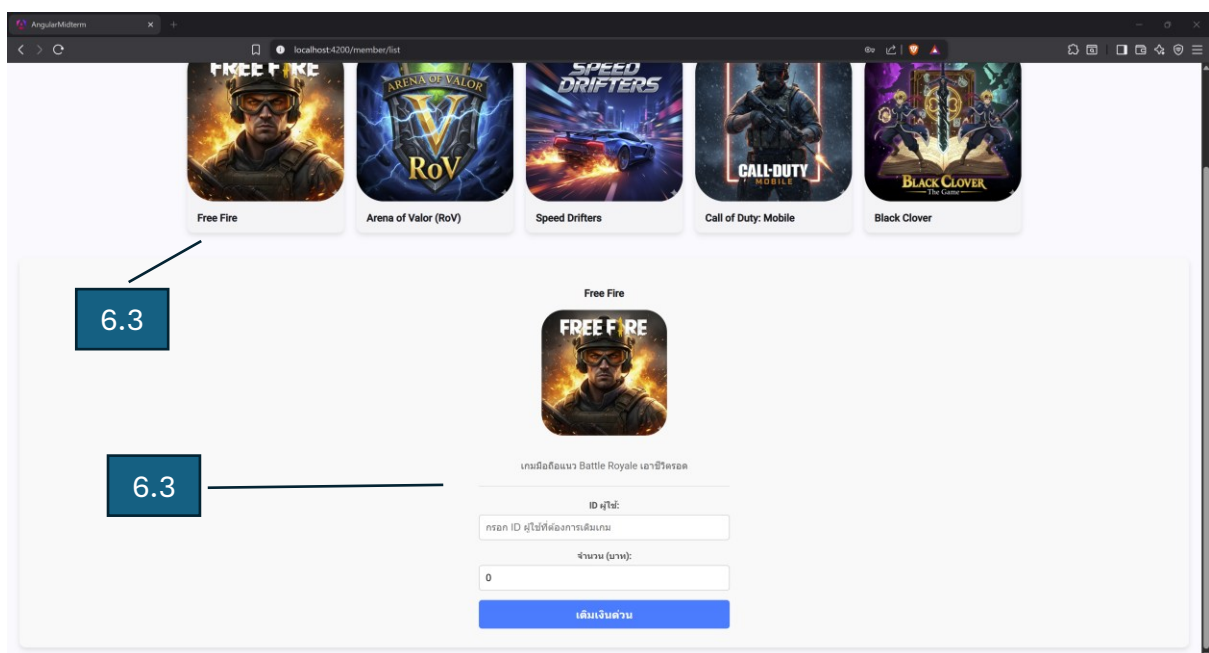 AngularMidterm
localhost:4200/member/list
FREE FIRE
ARENA OF VALOR
V
RoV
SPEED
DRIFTERS
CALL·DUTY
MOBILE
BLACK CLOVER
The Game
Free Fire
Arena of Valor (RoV)
Speed Drifters
Call of Duty: Mobile
Black Clover
6.3
Free Fire
FREE FIRE
เกมมือถือแนว Battle Royale เอาชีวิตรอด
6.3
ID ผู้ใช้:
กรอก ID ผู้ใช้ที่ต้องการเติมเกม
จำนวน (บาท):
0
เติมเงินด่วน